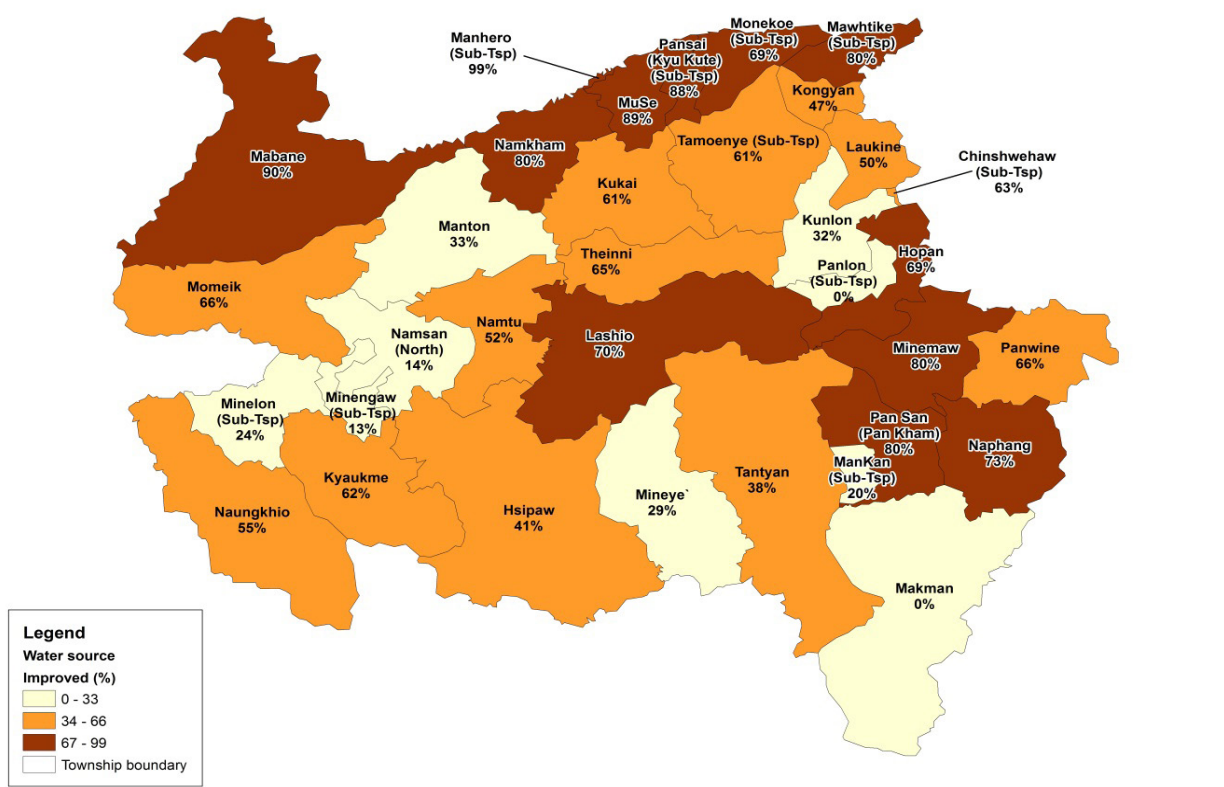 Manhero
(Sub-Tsp)
99%
Pansai
(Kyu Kute)
(Sub-Tsp)
88%
Monekoe
(Sub-Tsp)
69%
Mawhtike
(Sub-Tsp)
80%
MuSe
89%
Kongyan
47%
Mabane
90%
Namkham
80%
Tamoenye (Sub-Tsp)
61%
Laukine
50%
Chinshwehaw
(Sub-Tsp)
63%
Kukai
61%
Manton
33%
Kunlon
32%
Theinni
65%
Hopan
69%
Panlon
(Sub-Tsp)
0%
Momeik
66%
Namsan
(North)
14%
Namtu
52%
Lashio
70%
Minemaw
80%
Panwine
66%
Minelon
(Sub-Tsp)
24%
Minengaw
(Sub-Tsp)
13%
Pan San
(Pan Kham)
80%
Naphang
73%
ManKan
(Sub-Tsp)
20%
Kyaukme
62%
Tantyan
38%
Mineye`
29%
Naungkhio
55%
Hsipaw
41%
Makman
0%
Legend
Water source
Improved (%)
0 - 33
34 - 66
67 - 99
Township boundary